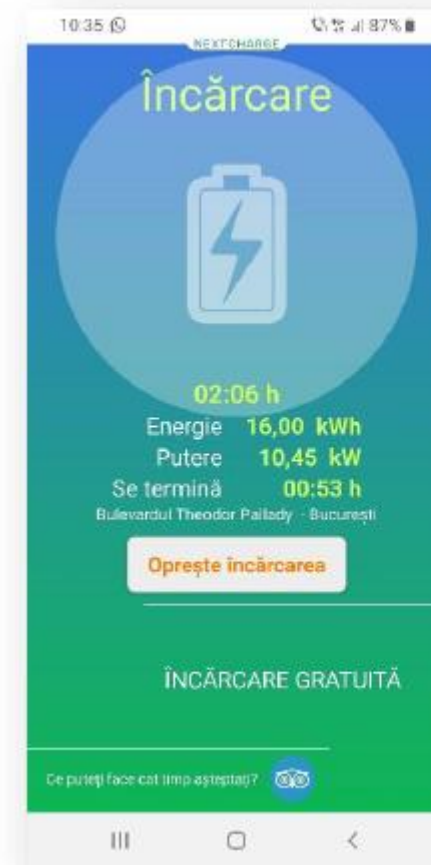 10:35 87%
NEXTCHARGE
Încărcare
02:06 h
Energie 16,00 kWh
Putere 10,45 kW
Se termină 00:53 h
Bulevardul Theodor Pallady - București
Oprește încărcarea
ÎNCĂRCARE GRATUITĂ
Ce puteți face cat timp așteptați?